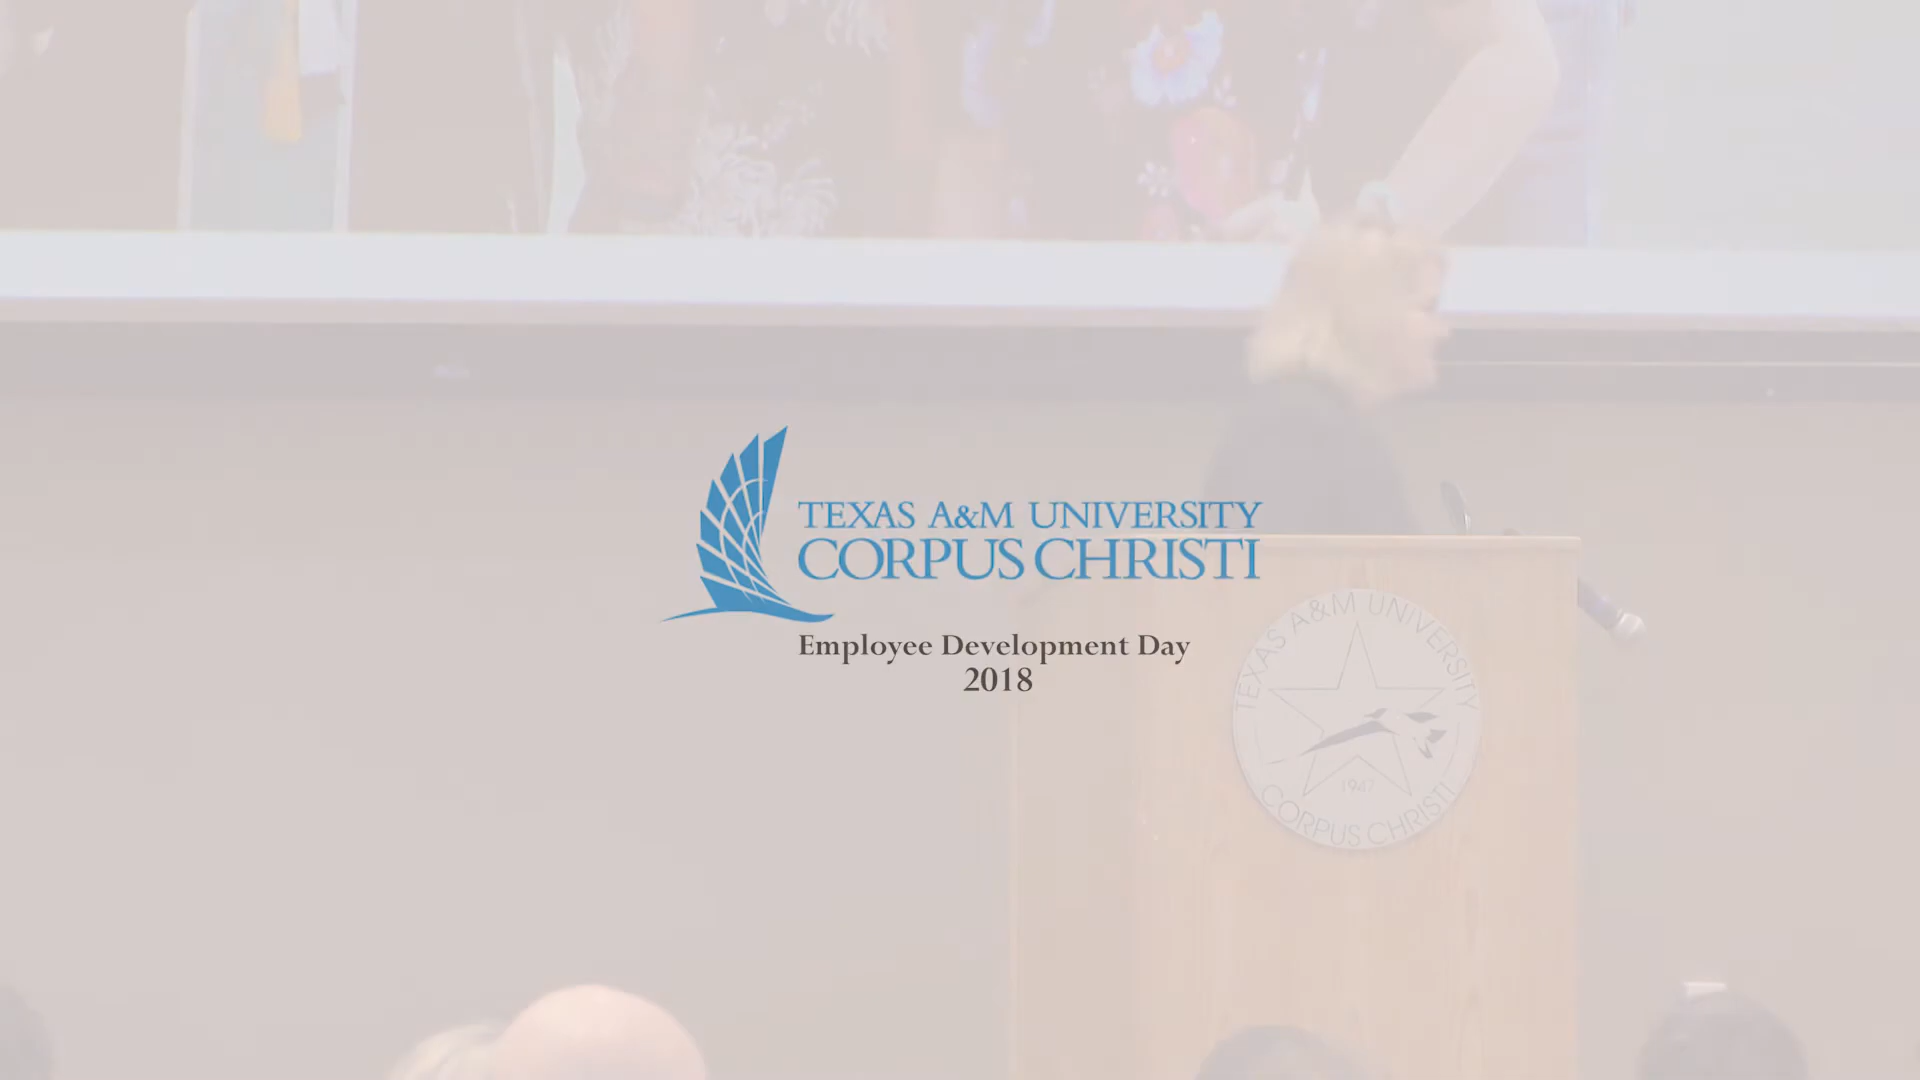 TEXAS A&M UNIVERSITY
CORPUS CHRISTI
Employee Development Day
2018
TEXAS A&M UNIVERSITY
1947
CORPUS CHRISTI